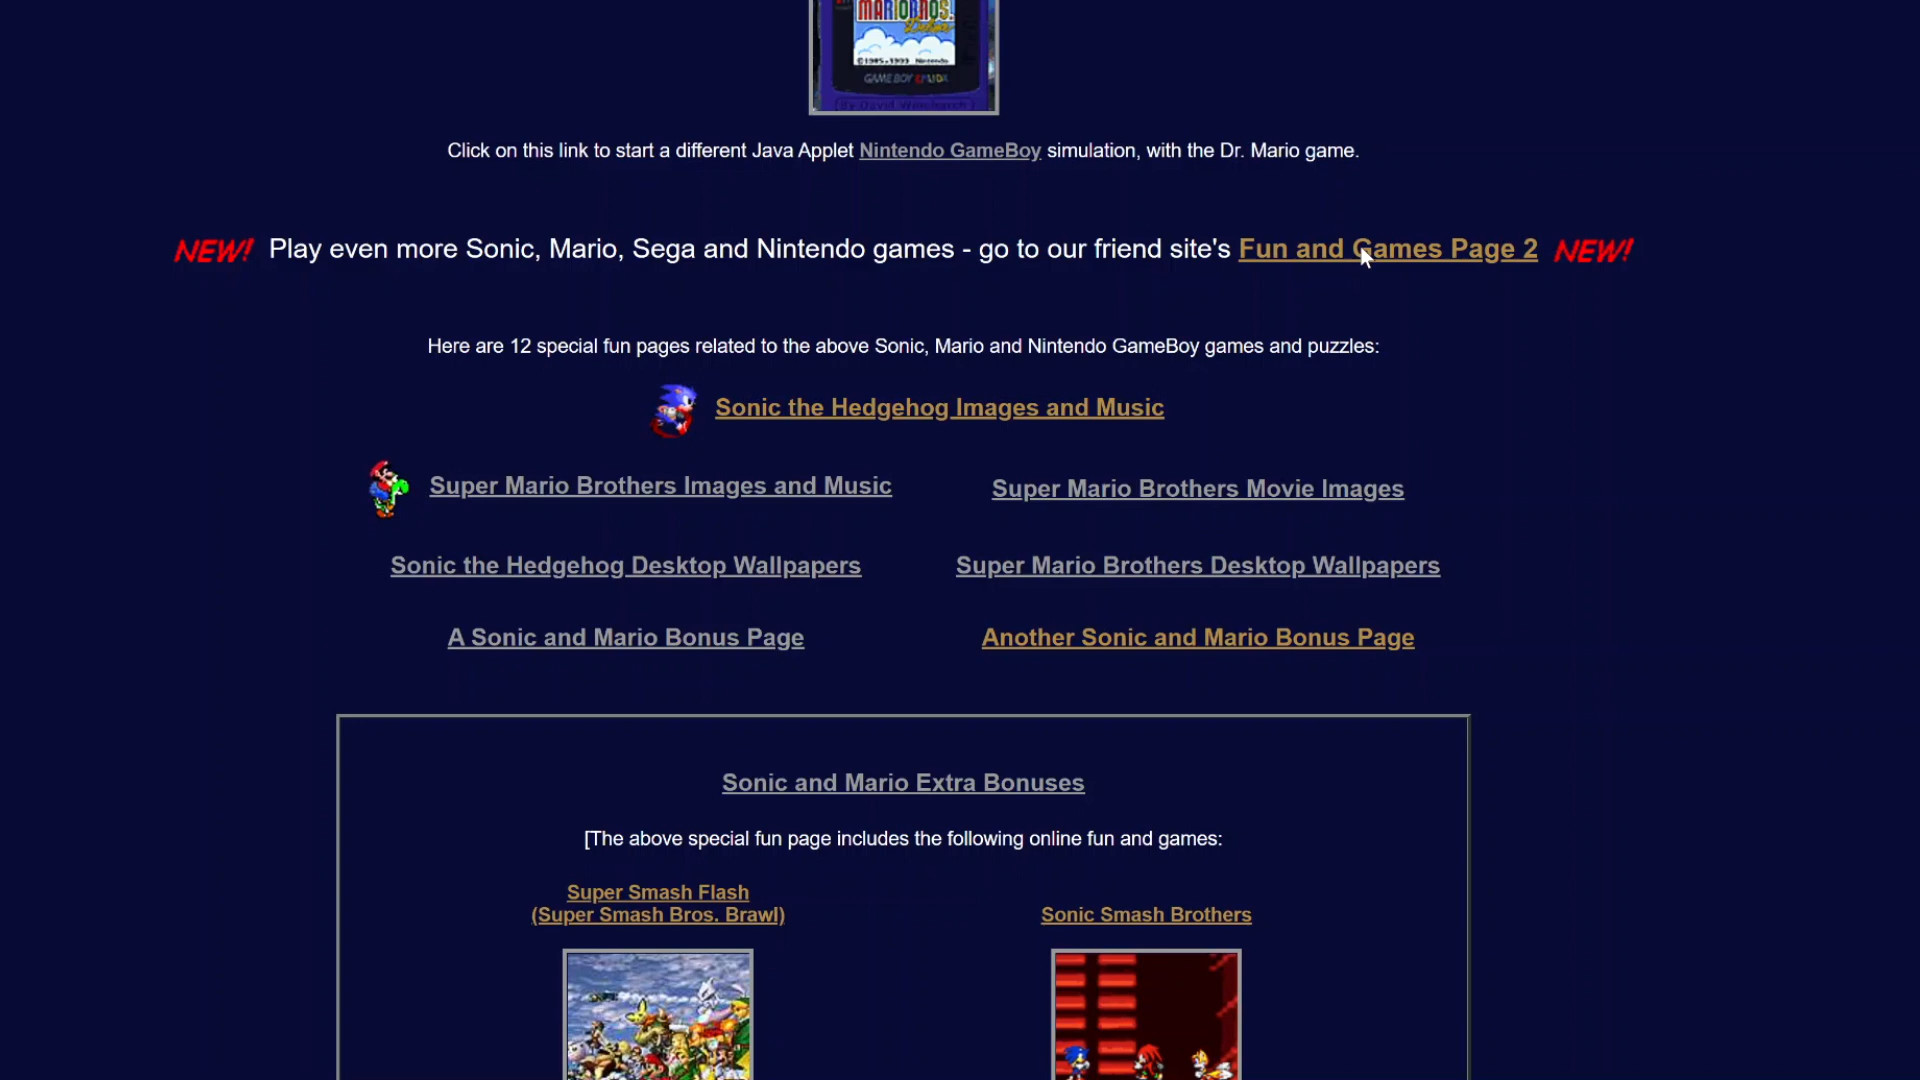 MARIOBROS.
Deluxe
©1985,1999 Nintendo
GAME BOY
Click on this link to start a different Java Applet Nintendo GameBoy simulation, with the Dr. Mario game.
NEW! Play even more Sonic, Mario, Sega and Nintendo games - go to our friend site's Fun and Games Page 2 NEW!
Here are 12 special fun pages related to the above Sonic, Mario and Nintendo GameBoy games and puzzles:
Sonic the Hedgehog Images and Music
Super Mario Brothers Images and Music Super Mario Brothers Movie Images
Sonic the Hedgehog Desktop Wallpapers Super Mario Brothers Desktop Wallpapers
A Sonic and Mario Bonus Page Another Sonic and Mario Bonus Page
Sonic and Mario Extra Bonuses
[The above special fun page includes the following online fun and games:
Super Smash Flash
(Super Smash Bros. Brawl) Sonic Smash Brothers